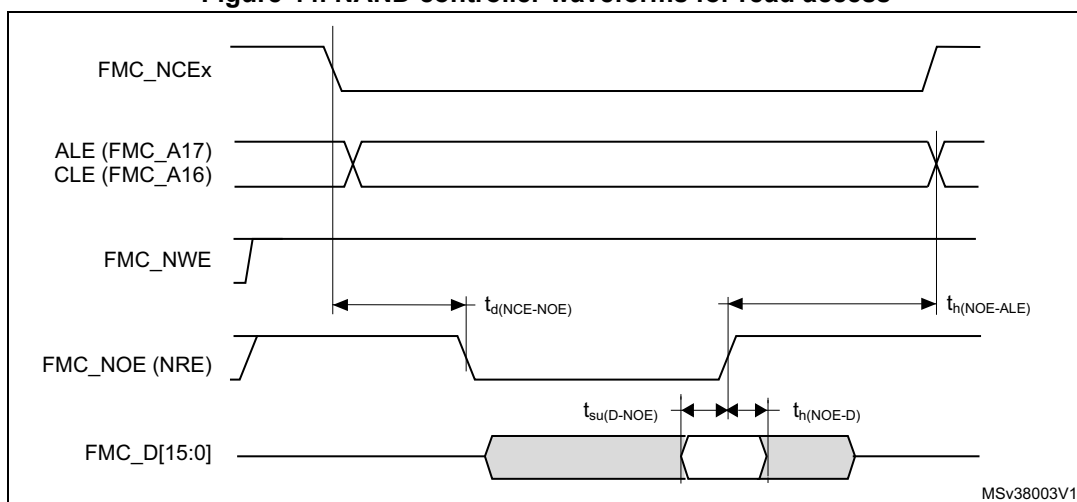 Figure NAND controller waveforms for read access
FMC_NCEx
ALE (FMC_A17)
CLE (FMC_A16)
FMC_NWE
td(NCE-NOE)
th(NOE-ALE)
FMC_NOE (NRE)
tsu(D-NOE)
th(NOE-D)
FMC_D[15:0]
MSv38003V1